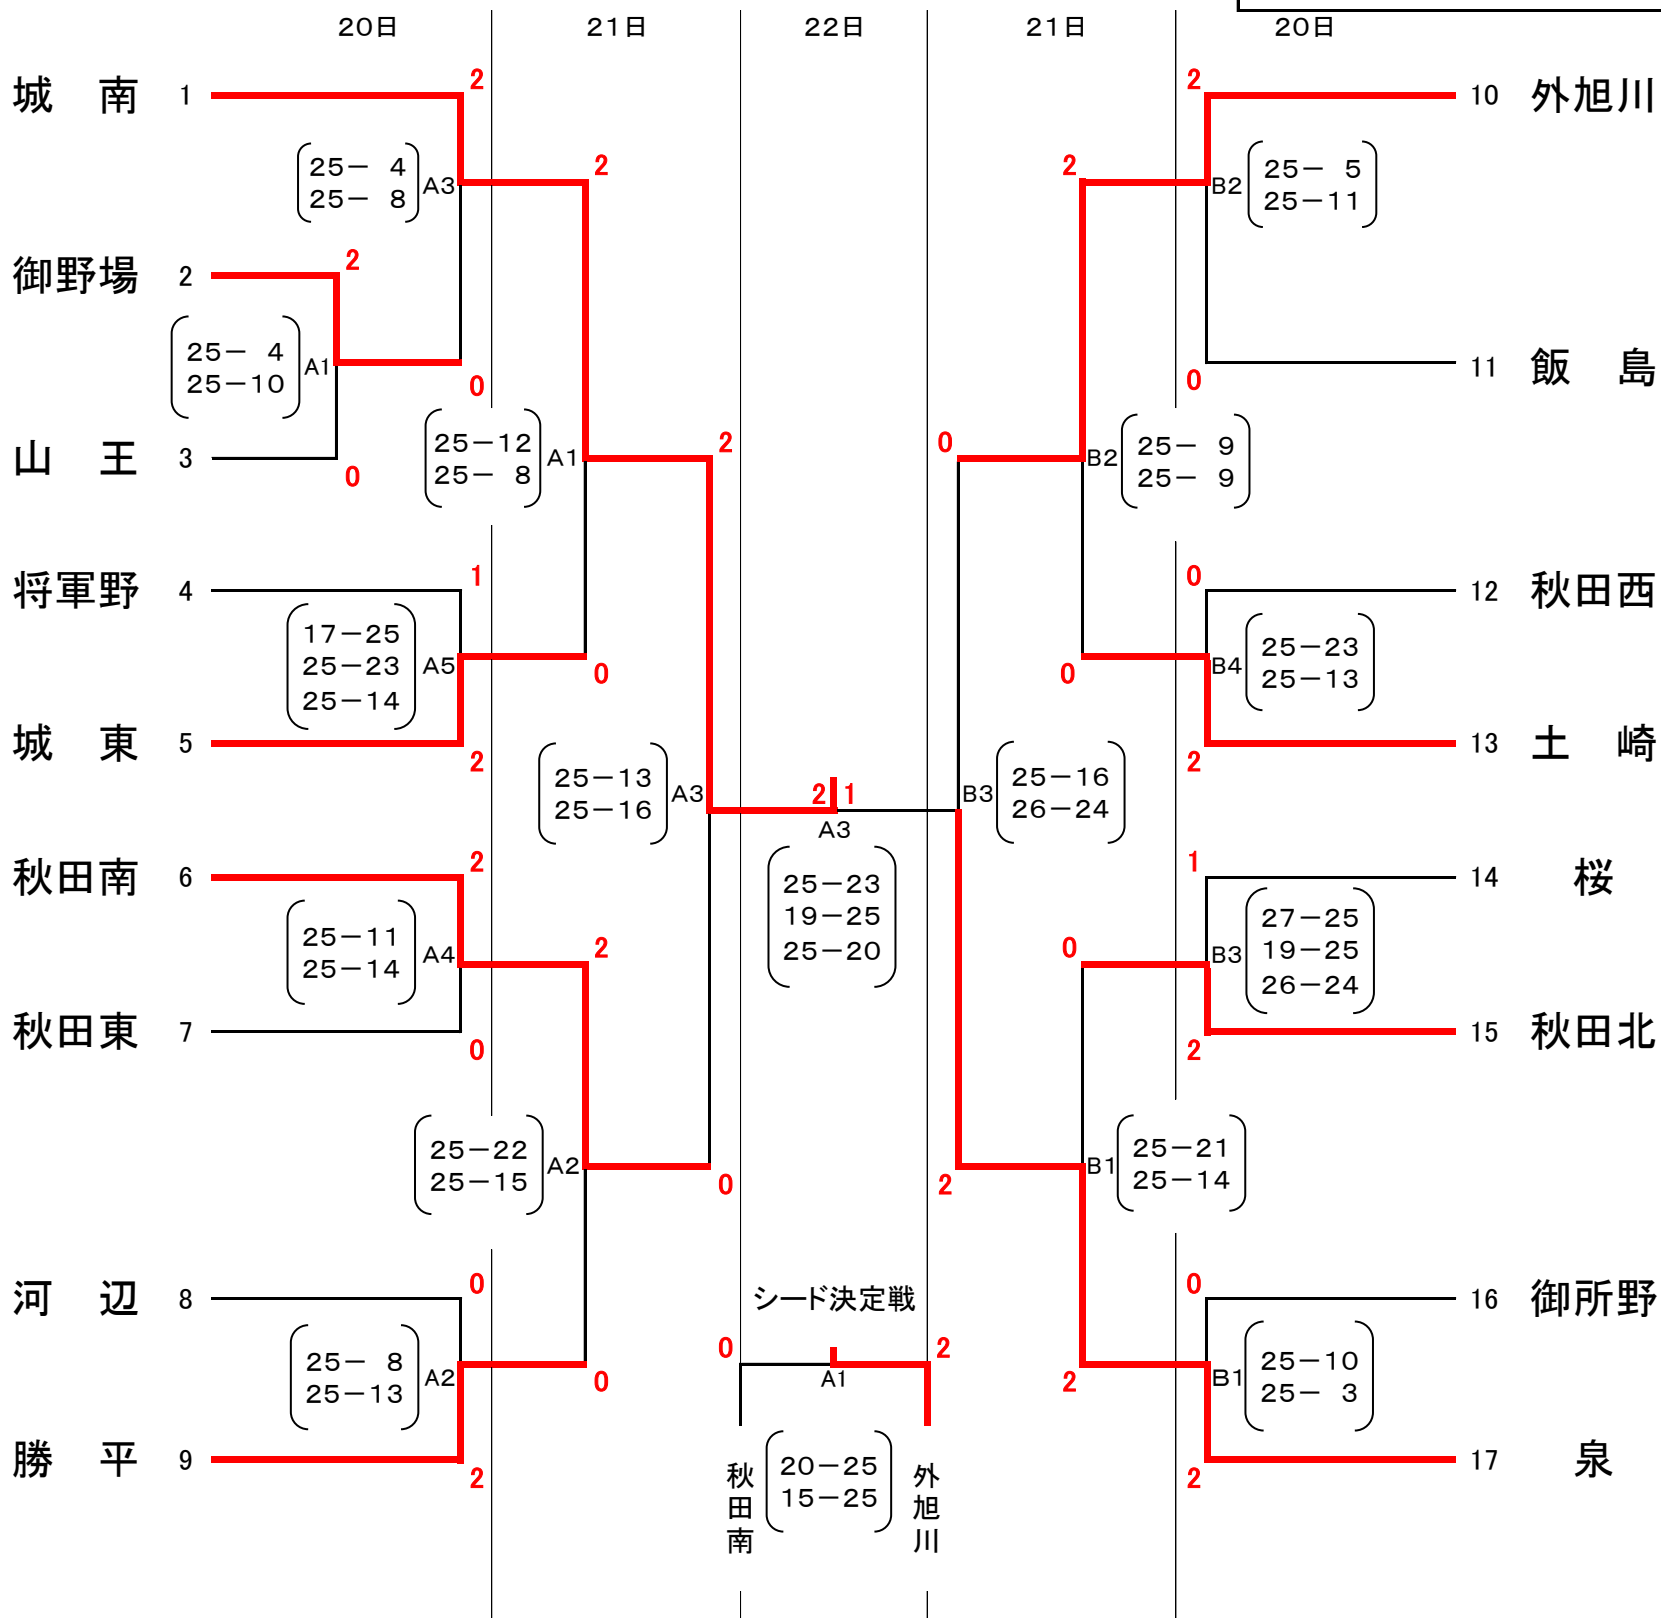 20日 21日 22日 21日 20日
城　南 1 2
2 10 外旭川
25－ 4
25－ 8
A3
2
2
B2
25－ 5
25－11
御野場 2 2
25－ 4
25－10
A1
0
0
11 飯　島
山　王 3 0
25－12
25－ 8
A1
2
0
B2
25－ 9
25－ 9
将軍野 4 1
0 12 秋田西
17－25
25－23
25－14
A5
0
0
B4
25－23
25－13
城　東 5 2
2 13 土　崎
25－13
25－16
A3
2 1
A3
25－23
19－25
25－20
B3
25－16
26－24
秋田南 6 2
1 14 桜
25－11
25－14
A4
2
0
B3
27－25
19－25
26－24
秋田東 7 0
2 15 秋田北
25－22
25－15
A2
0
2
B1
25－21
25－14
河　辺 8 0
0 16 御所野
25－ 8
25－13
A2
0
2
B1
25－10
25－ 3
勝　平 9 2
2 17 泉
シード決定戦
0 2
A1
秋田南
20－25
15－25
外旭川